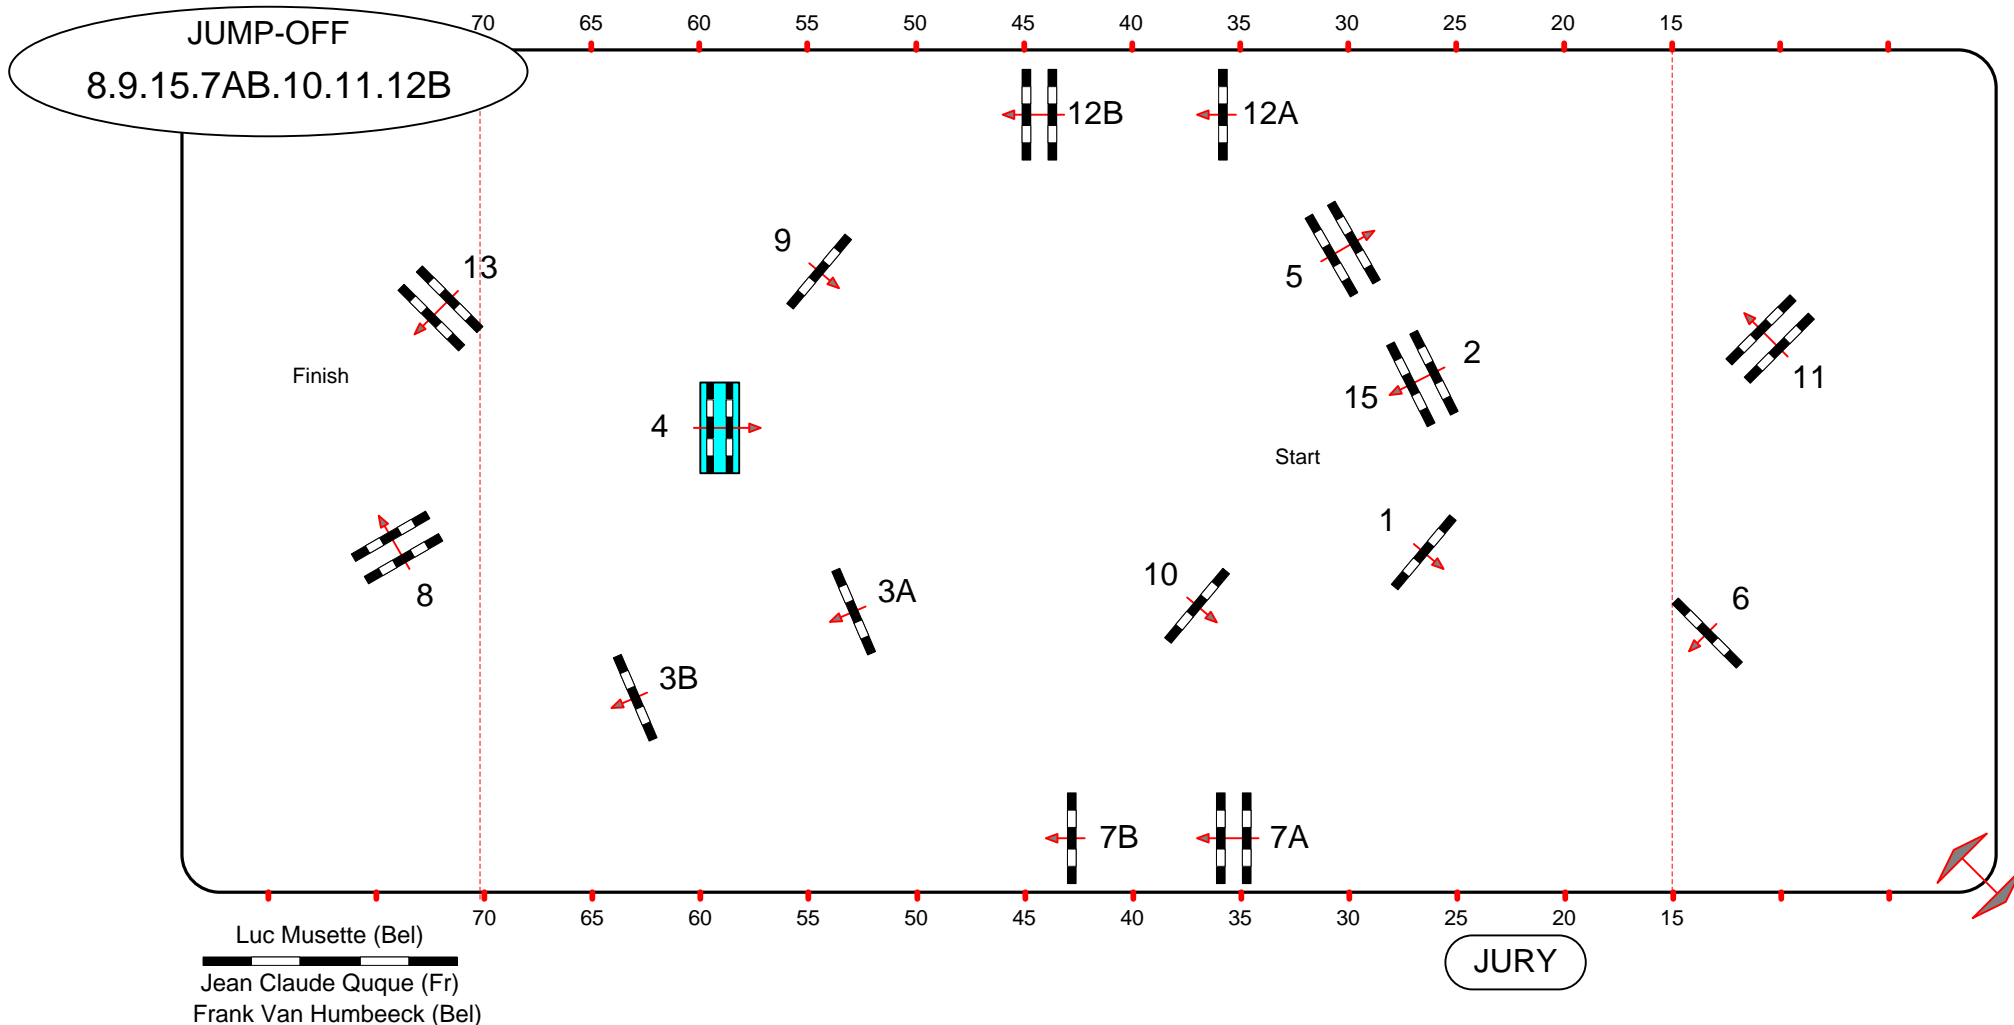 JUMP-OFF
8.9.15.7AB.10.11.12B
70 65 60 55 50 45 40 35 30 25 20 15
12B
12A
9
5
13
2
15
11
Finish
4
Start
1
10
8
3A
6
3B
7B
7A
70 65 60 55 50 45 40 35 30 25 20 15
Luc Musette (Bel)
Jean Claude Quque (Fr)
Frank Van Humbeeck (Bel)
JURY